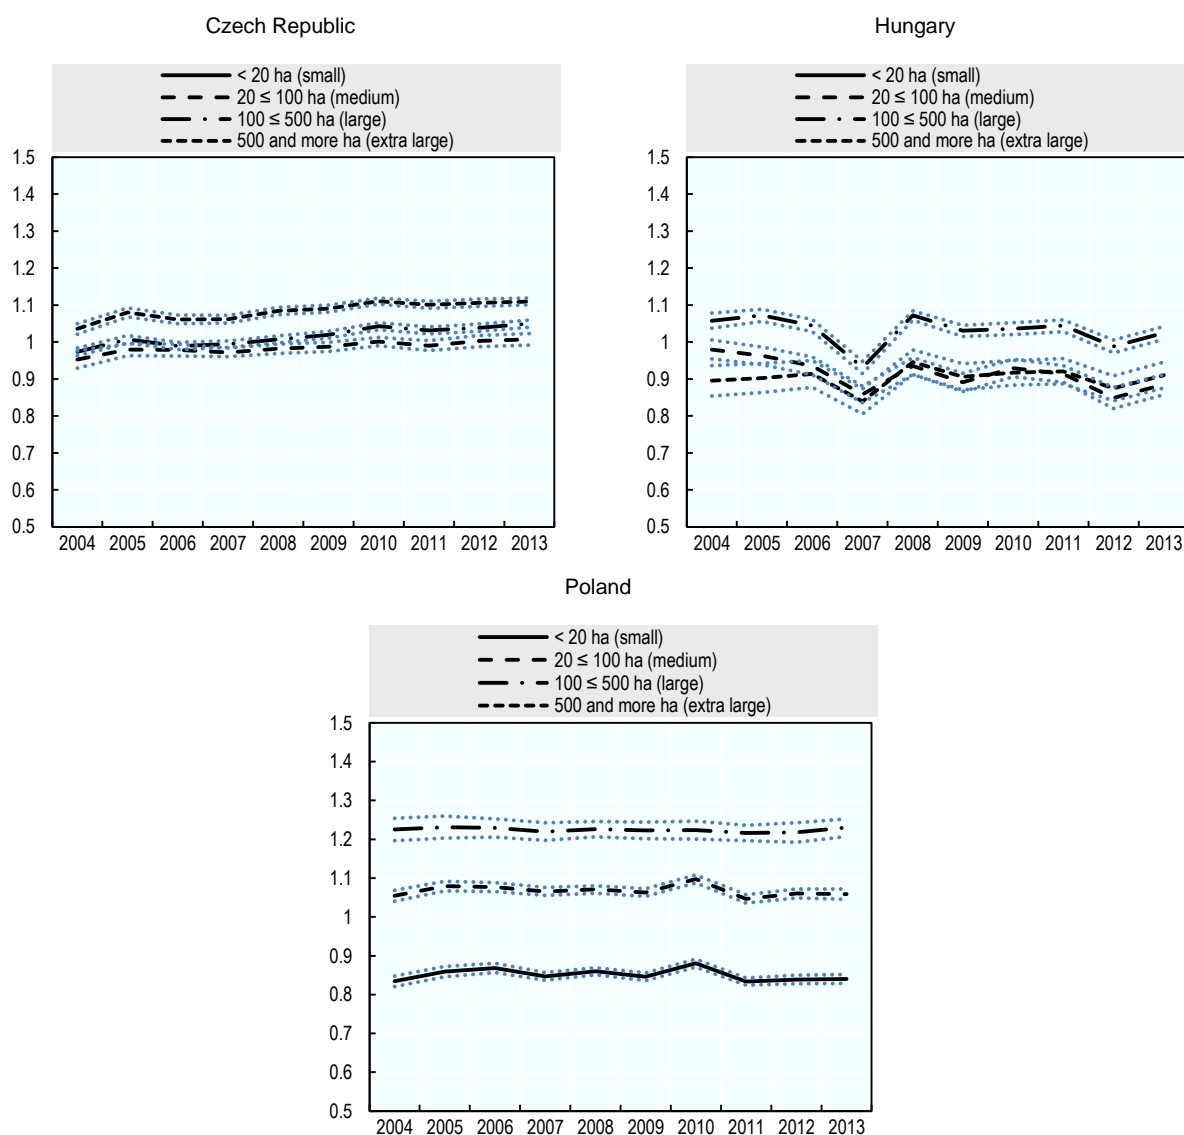 Czech Republic
< 20 ha (small)
20 ≤ 100 ha (medium)
100 ≤ 500 ha (large)
500 and more ha (extra large)
1.5
1.4
1.3
1.2
1.1
1
0.9
0.8
0.7
0.6
0.5
2004 2005 2006 2007 2008 2009 2010 2011 2012 2013
Hungary
< 20 ha (small)
20 ≤ 100 ha (medium)
100 ≤ 500 ha (large)
500 and more ha (extra large)
1.5
1.4
1.3
1.2
1.1
1
0.9
0.8
0.7
0.6
0.5
2004 2005 2006 2007 2008 2009 2010 2011 2012 2013
Poland
< 20 ha (small)
20 ≤ 100 ha (medium)
100 ≤ 500 ha (large)
500 and more ha (extra large)
1.5
1.4
1.3
1.2
1.1
1
0.9
0.8
0.7
0.6
0.5
2004 2005 2006 2007 2008 2009 2010 2011 2012 2013